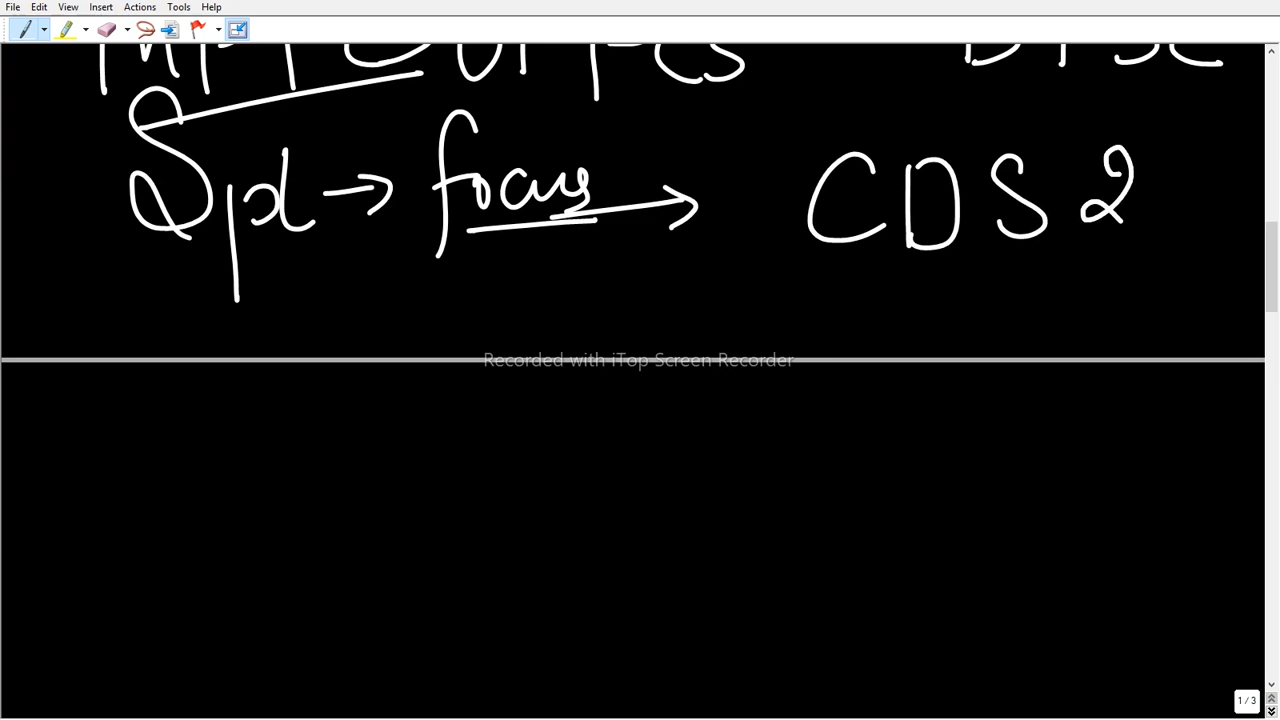 File Edit View Insert Actions Tools Help
Spl → focus → CDS 2
Recorded with iTop Screen Recorder
1 / 3